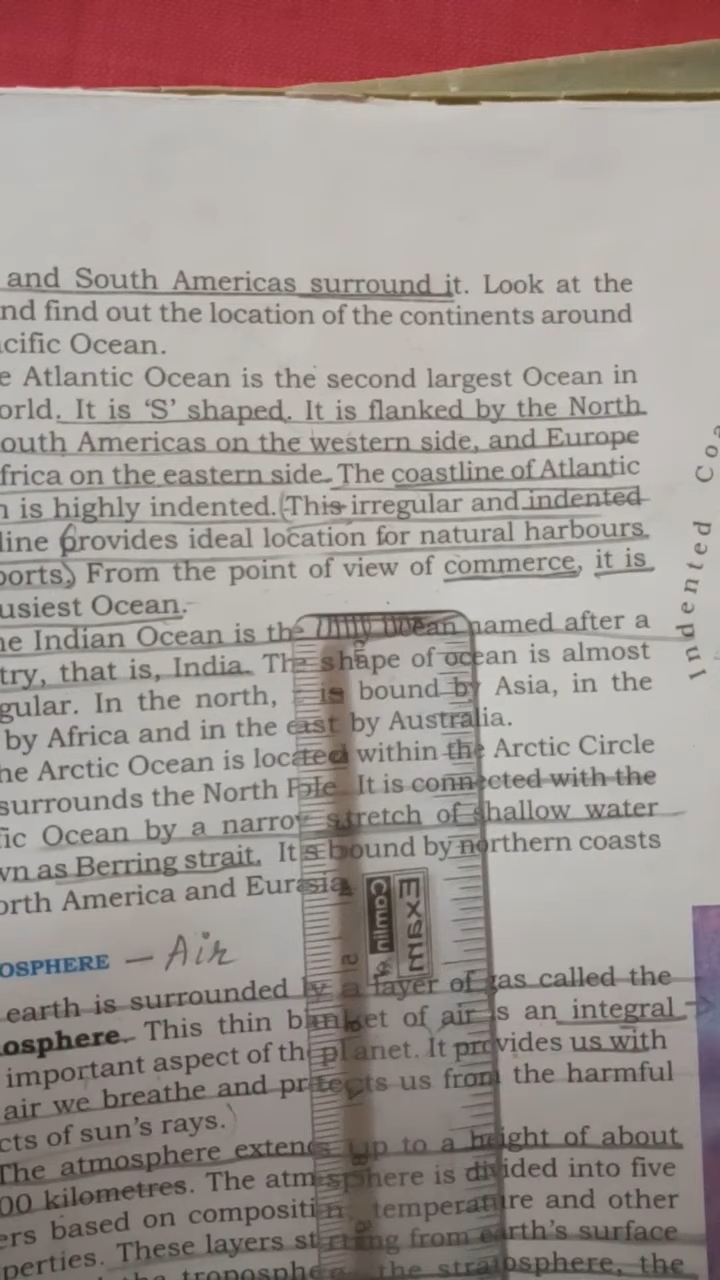 and South Americas surround it. Look at the
nd find out the location of the continents around
cific Ocean.
e Atlantic Ocean is the second largest Ocean in
orld. It is ‘S’ shaped. It is flanked by the North
outh Americas on the western side, and Europe
frica on the eastern side. The coastline of Atlantic
n is highly indented. This irregular and indented
line provides ideal location for natural harbours
ports. From the point of view of commerce, it is
usiest Ocean.
ne Indian Ocean is the only ocean named after a
try, that is, India. The shape of ocean is almost
gular. In the north, is bound by Asia, in the
by Africa and in the east by Australia.
he Arctic Ocean is located within the Arctic Circle
surrounds the North Pole. It is connected with the
fic Ocean by a narrow stretch of shallow water
wn as Berring strait. It is bound by northern coasts
orth America and Eurasia.
OSPHERE – Air
earth is surrounded by a layer of gas called the
osphere. This thin blanket of air is an integral
important aspect of the planet. It provides us with
air we breathe and protects us from the harmful
cts of sun’s rays.
The atmosphere extends up to a height of about
00 kilometres. The atmosphere is divided into five
ers based on composition, temperature and other
perties. These layers starting from earth’s surface
the troposphere, the stratosphere, the
Indented Coa
Camlin
Exam